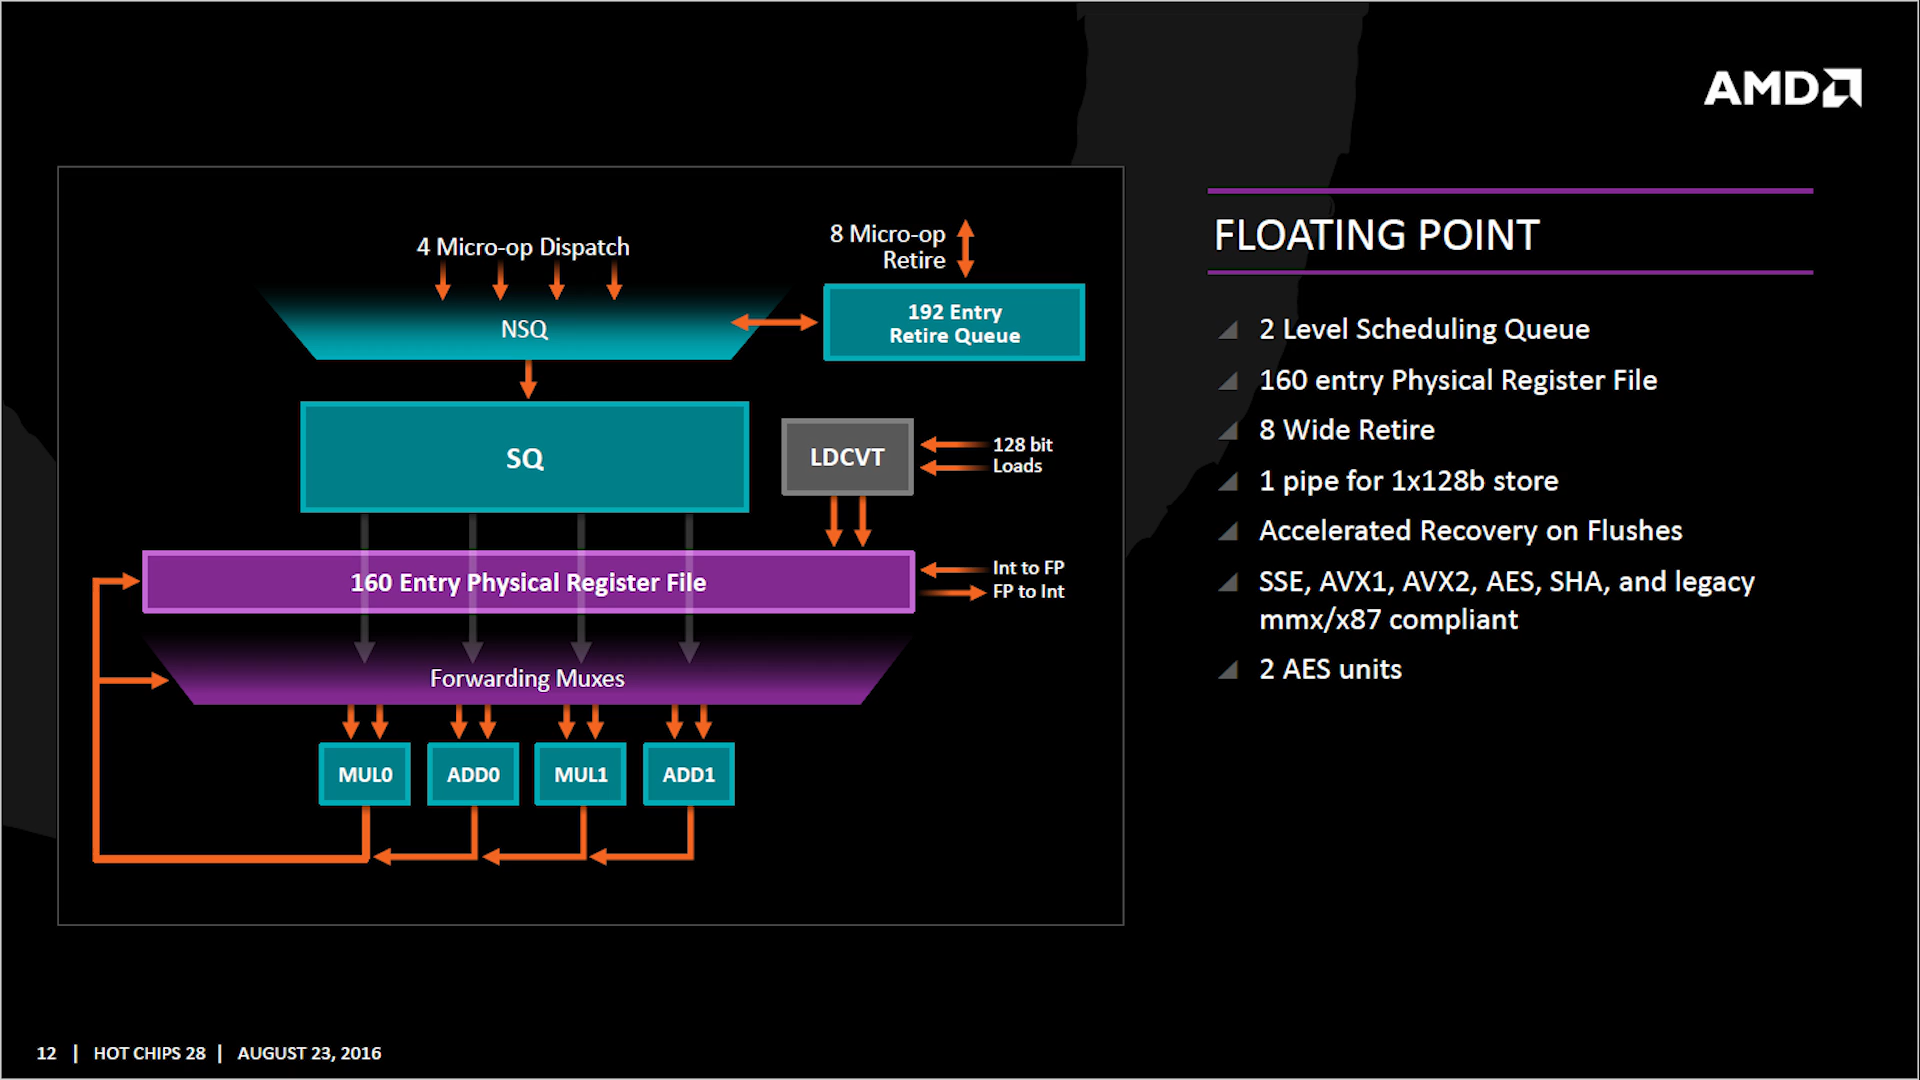 AMD
4 Micro-op Dispatch
8 Micro-op
Retire
NSQ
192 Entry
Retire Queue
SQ
LDCVT
128 bit
Loads
160 Entry Physical Register File
Int to FP
FP to Int
Forwarding Muxes
MUL0
ADD0
MUL1
ADD1
FLOATING POINT
2 Level Scheduling Queue
160 entry Physical Register File
8 Wide Retire
1 pipe for 1x128b store
Accelerated Recovery on Flushes
SSE, AVX1, AVX2, AES, SHA, and legacy
mmx/x87 compliant
2 AES units
12 | HOT CHIPS 28 | AUGUST 23, 2016